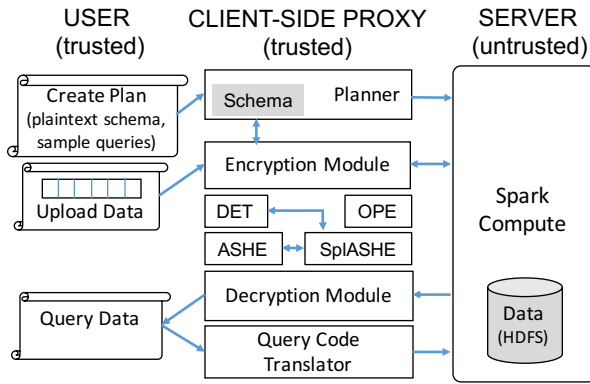 USER
(trusted)
CLIENT-SIDE PROXY
(trusted)
SERVER
(untrusted)
Create Plan
(plaintext schema,
sample queries)
Schema
Planner
Upload Data
Encryption Module
DET
OPE
ASHE
SplASHE
Query Data
Decryption Module
Query Code
Translator
Spark
Compute
Data
(HDFS)